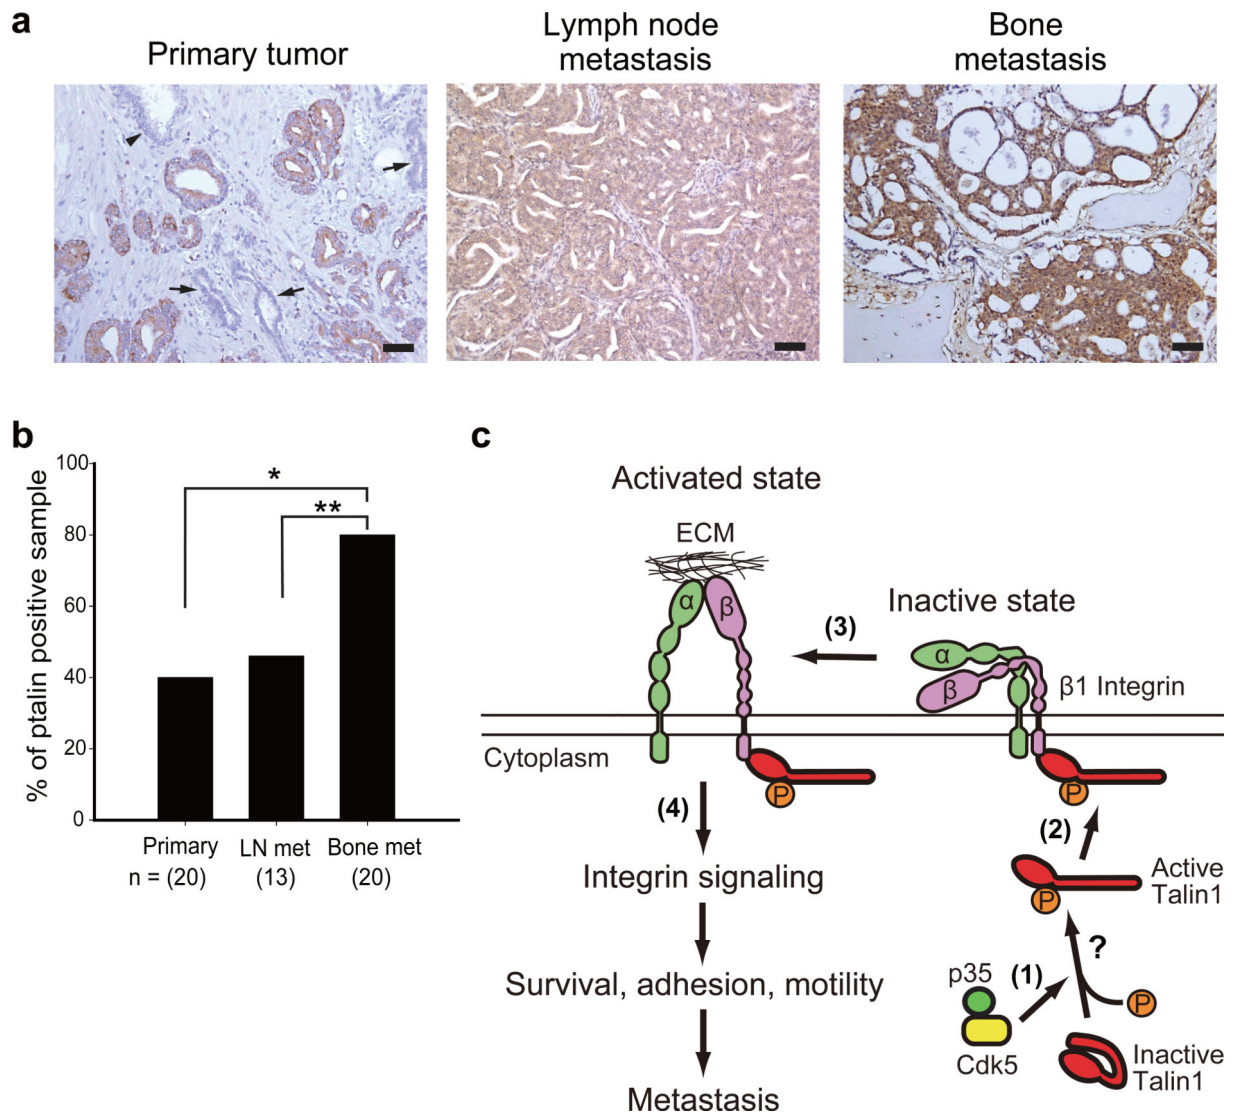 a
Primary tumor
Lymph node
metastasis
Bone
metastasis
b
% of ptalin positive sample
100
80
60
40
20
0
*
**
Primary
LN met
Bone met
n = (20)
(13)
(20)
c
Activated state
ECM
α
β
Inactive state
(3)
α
β
β1 Integrin
Cytoplasm
P
P
(4)
(2)
Integrin signaling
Active
Talin1
P
?
Survival, adhesion, motility
p35
(1)
P
Cdk5
Inactive
Talin1
Metastasis